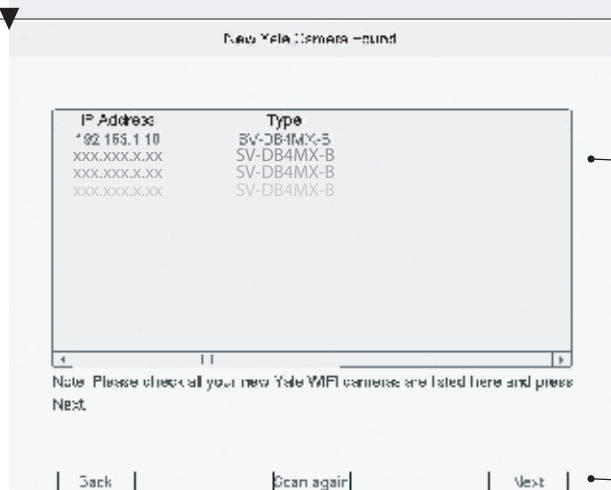 New Yale Camera Found
IP Address Type
192.168.1.10 SV-DB4MX-B
xxx.xxx.x.xx SV-DB4MX-B
xxx.xxx.x.xx SV-DB4MX-B
xxx.xxx.x.xx SV-DB4MX-B
Note: Please check all your new Yale WIFI cameras are listed here and press
Next.
Back Scan again Next